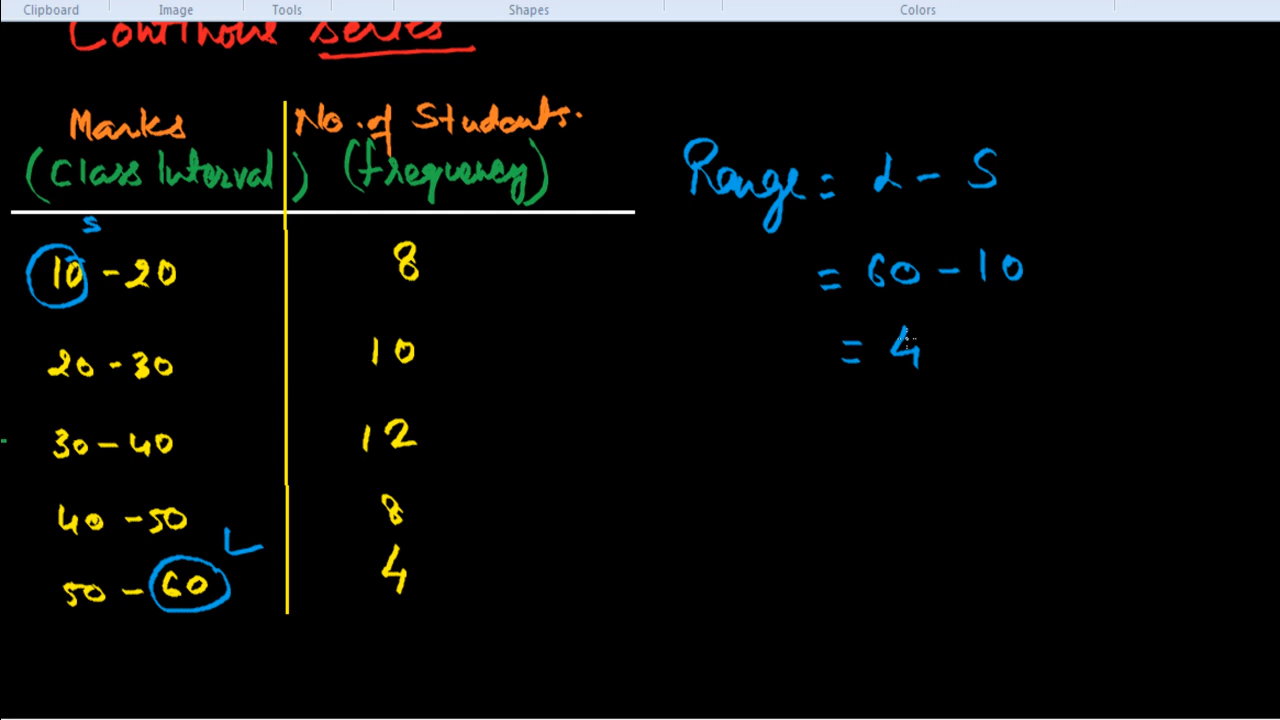 Clipboard Image Tools Shapes Colors
Continous series
Marks No. of Students.
(Class Interval) (frequency)
s
10 - 20 8
20 - 30 10
30 - 40 12
40 - 50 8
L
50 - 60 4
Range = L - S
= 60 - 10
= 4